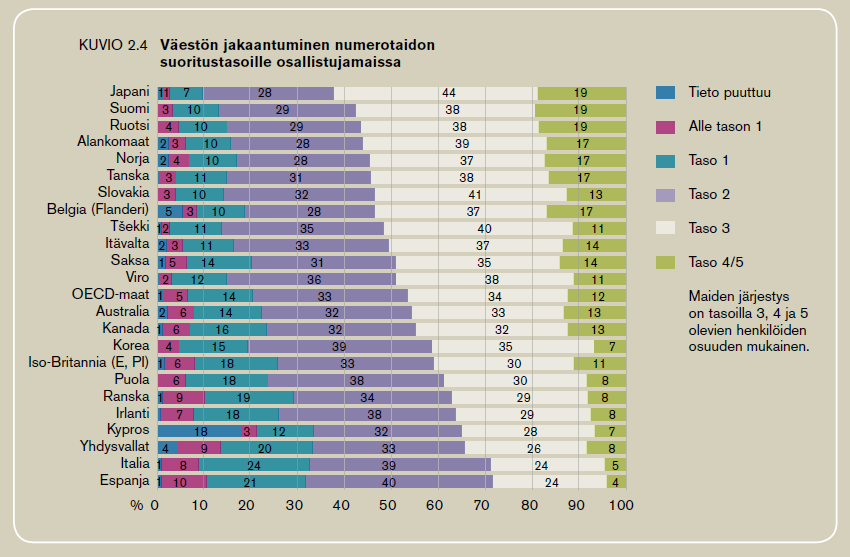 KUVIO 2.4 Väestön jakaantuminen numerotaidon
suoritustasoille osallistujamaissa
Japani 1 1 7 28 44 19
Suomi 3 10 29 38 19
Ruotsi 4 10 29 38 19
Alankomaat 2 3 10 28 39 17
Norja 2 4 10 28 37 17
Tanska 3 11 31 38 17
Slovakia 3 10 32 41 13
Belgia (Flanderi) 5 3 10 28 37 17
Tšekki 1 2 11 35 40 11
Itävalta 2 3 11 33 37 14
Saksa 1 5 14 31 35 14
Viro 2 12 36 38 11
OECD-maat 1 5 14 33 34 12
Australia 2 6 14 32 33 13
Kanada 1 6 16 32 32 13
Korea 4 15 39 35 7
Iso-Britannia (E, PI) 1 6 18 33 30 11
Puola 6 18 38 30 8
Ranska 1 9 19 34 29 8
Irlanti 7 18 38 29 8
Kypros 18 3 12 32 28 7
Yhdysvallat 4 9 20 33 26 8
Italia 1 8 24 39 24 5
Espanja 1 10 21 40 24 4
% 0 10 20 30 40 50 60 70 80 90 100
Tieto puuttuu
Alle tason 1
Taso 1
Taso 2
Taso 3
Taso 4/5
Maiden järjestys
on tasoilla 3, 4 ja 5
olevien henkilöiden
osuuden mukainen.